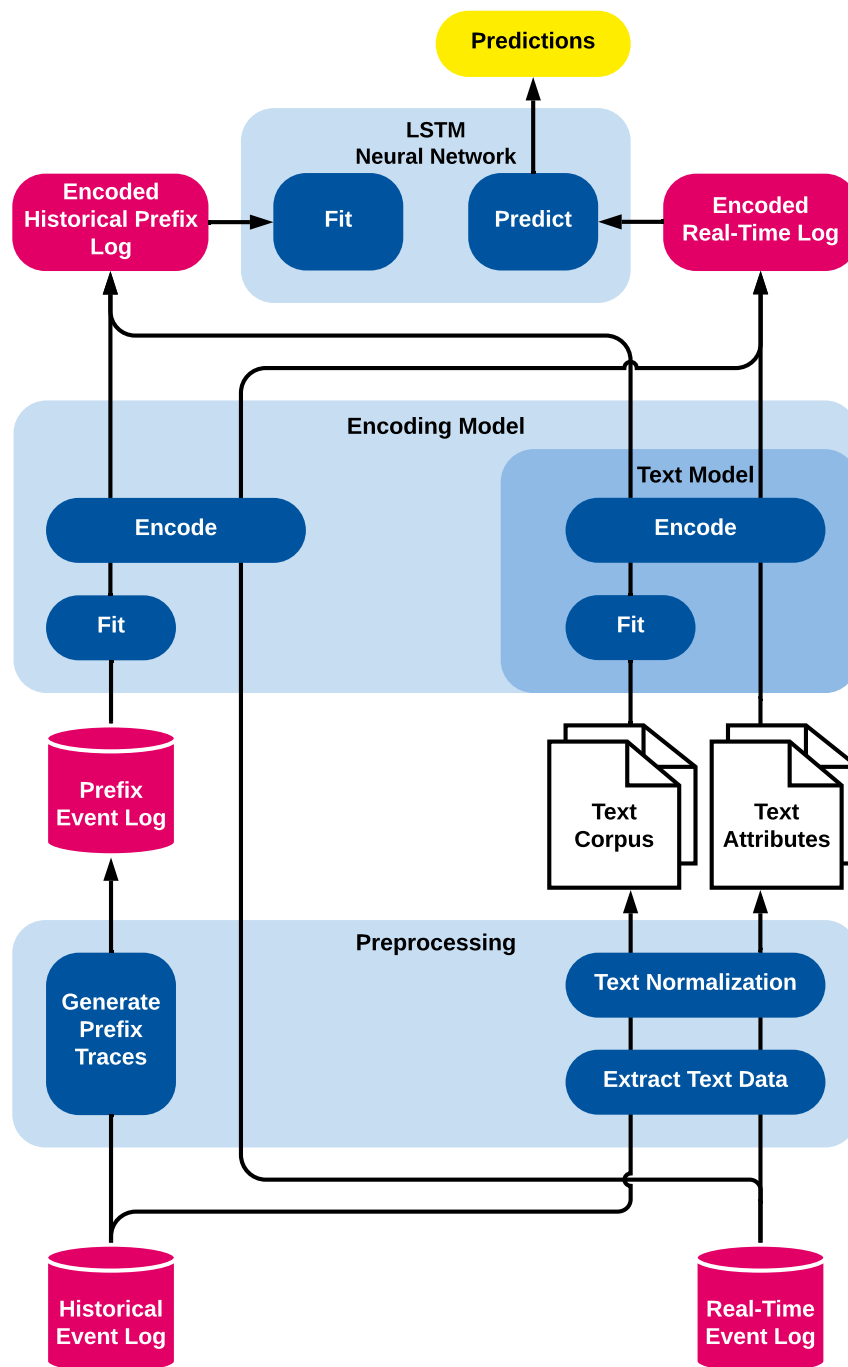 Predictions
LSTM
Neural Network
Encoded
Historical Prefix
Log
Fit
Predict
Encoded
Real-Time Log
Encoding Model
Text Model
Encode
Encode
Fit
Fit
Prefix
Event Log
Text
Corpus
Text
Attributes
Preprocessing
Generate
Prefix
Traces
Text Normalization
Extract Text Data
Historical
Event Log
Real-Time
Event Log